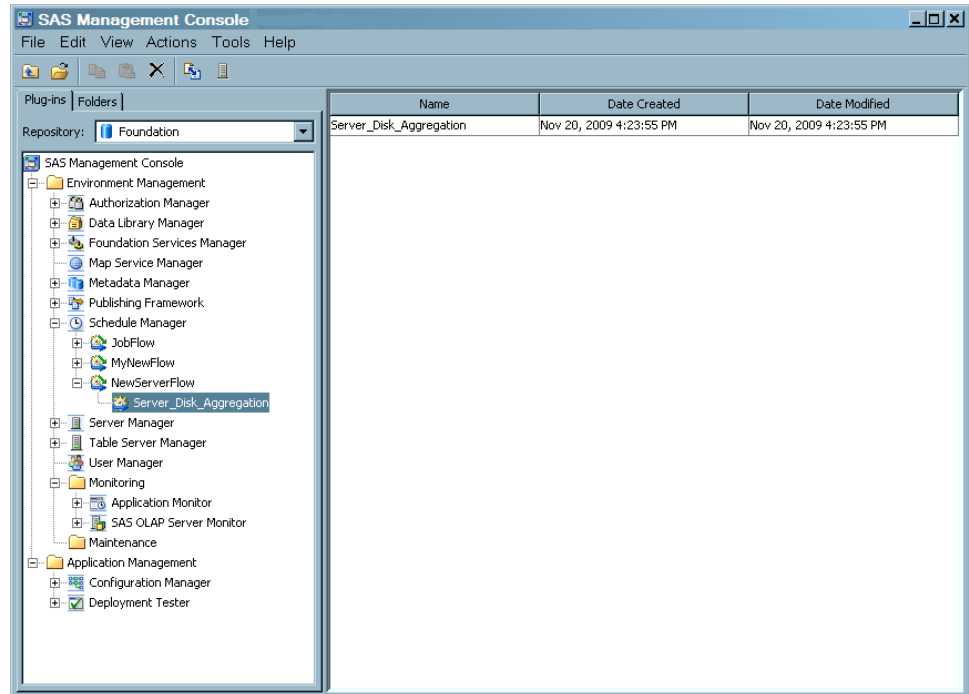 SAS Management Console
File Edit View Actions Tools Help
Plug-ins Folders
Repository: Foundation
SAS Management Console
Environment Management
Authorization Manager
Data Library Manager
Foundation Services Manager
Map Service Manager
Metadata Manager
Publishing Framework
Schedule Manager
JobFlow
MyNewFlow
NewServerFlow
Server_Disk_Aggregation
Server Manager
Table Server Manager
User Manager
Monitoring
Application Monitor
SAS OLAP Server Monitor
Maintenance
Application Management
Configuration Manager
Deployment Tester
Name Date Created Date Modified
Server_Disk_Aggregation Nov 20, 2009 4:23:55 PM Nov 20, 2009 4:23:55 PM